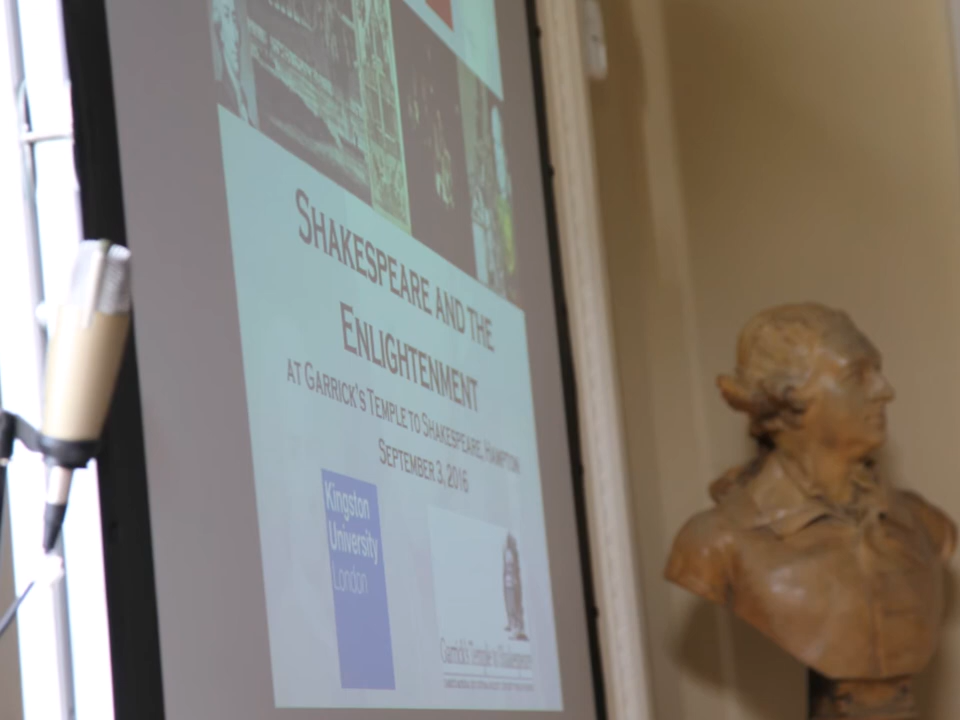 Shakespeare and the
Enlightenment
at Garrick's Temple to Shakespeare, Hampton
September 3, 2016
Kingston
University
London
Garrick's Temple to Shakespeare